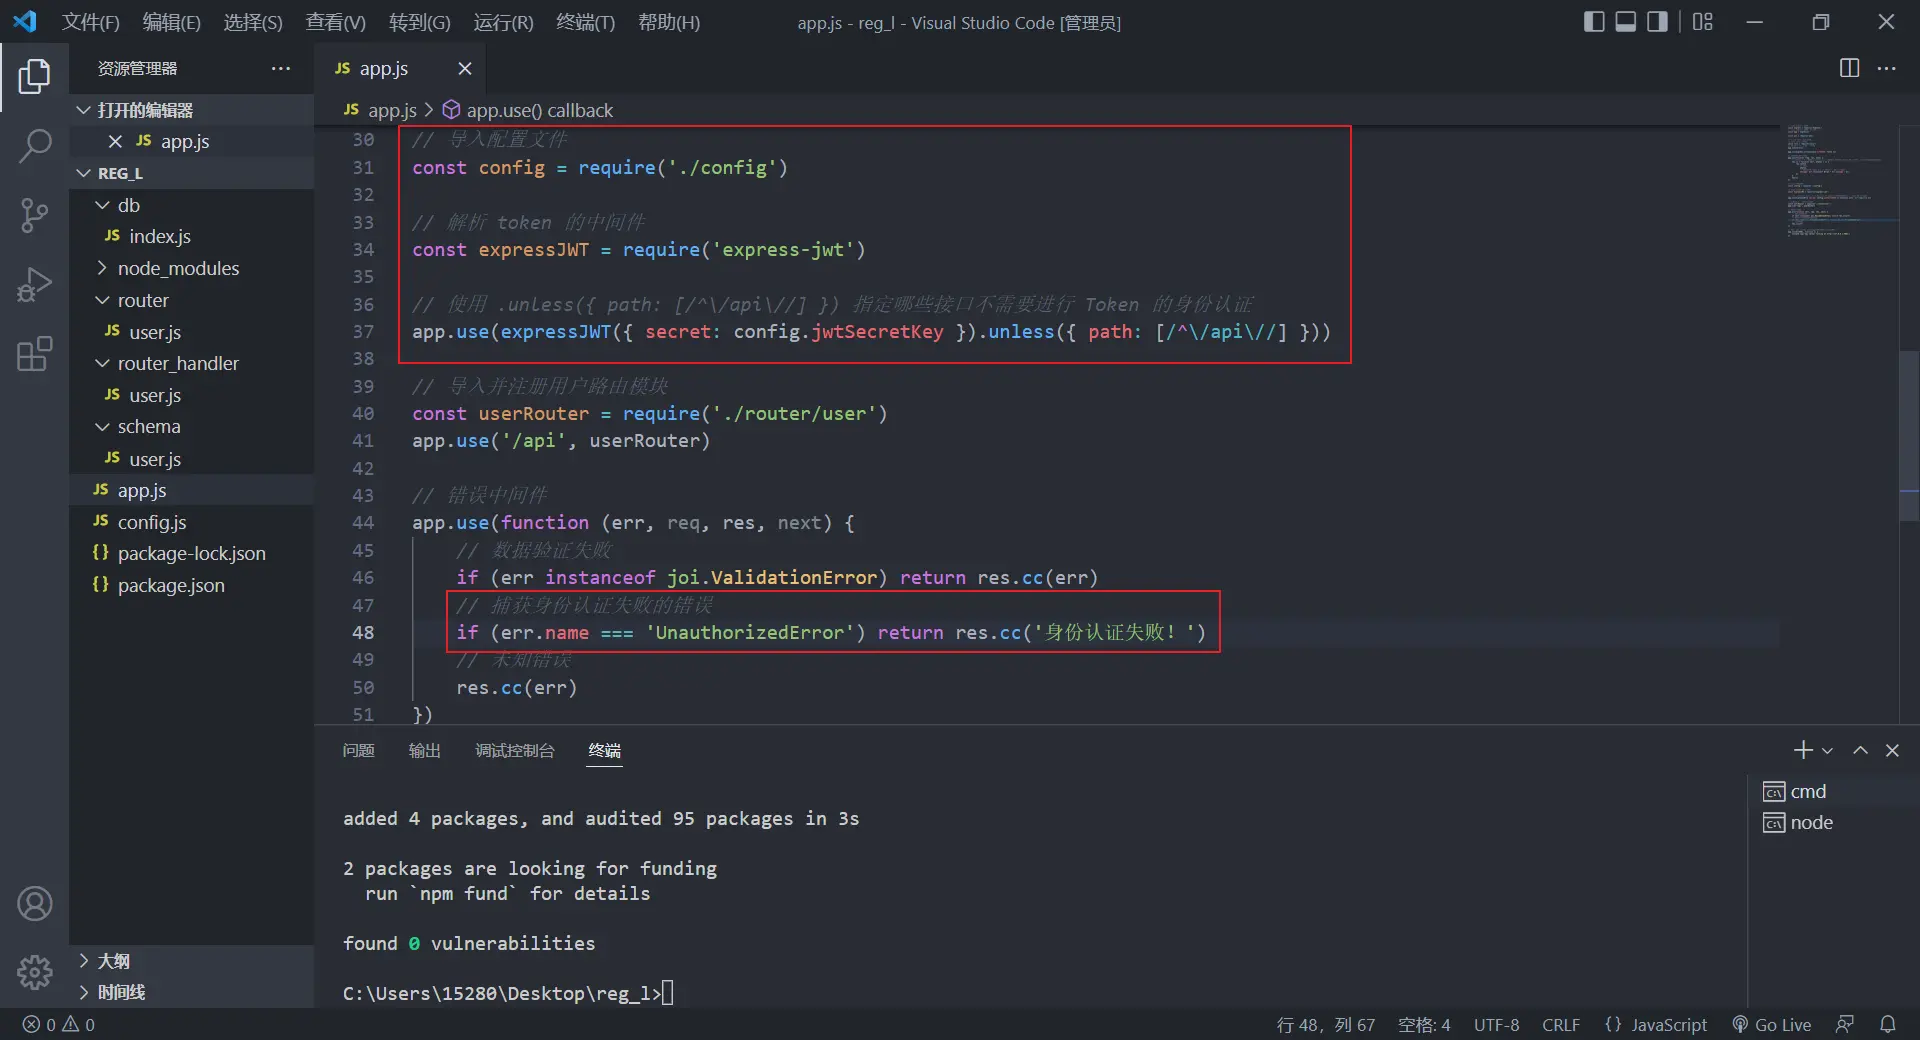 文件(F) 编辑(E) 选择(S) 查看(V) 转到(G) 运行(R) 终端(T) 帮助(H) app.js - reg_l - Visual Studio Code [管理员]
资源管理器
打开的编辑器
JS app.js
REG_L
db
JS index.js
node_modules
router
JS user.js
router_handler
JS user.js
schema
JS user.js
JS app.js
JS config.js
{} package-lock.json
{} package.json
大纲
时间线
JS app.js
JS app.js > app.use() callback
30 // 导入配置文件
31 const config = require('./config')
32
33 // 解析 token 的中间件
34 const expressJWT = require('express-jwt')
35
36 // 使用 .unless({ path: [/^\/api\//] }) 指定哪些接口不需要进行 Token 的身份认证
37 app.use(expressJWT({ secret: config.jwtSecretKey }).unless({ path: [/^\/api\//] }))
38
39 // 导入并注册用户路由模块
40 const userRouter = require('./router/user')
41 app.use('/api', userRouter)
42
43 // 错误中间件
44 app.use(function (err, req, res, next) {
45 // 数据验证失败
46 if (err instanceof joi.ValidationError) return res.cc(err)
47 // 捕获身份认证失败的错误
48 if (err.name === 'UnauthorizedError') return res.cc('身份认证失败！')
49 // 未知错误
50 res.cc(err)
51 })
问题 输出 调试控制台 终端
added 4 packages, and audited 95 packages in 3s
2 packages are looking for funding
run `npm fund` for details
found 0 vulnerabilities
C:\Users\15280\Desktop\reg_l>
cmd
node
0 0 行 48，列 67 空格: 4 UTF-8 CRLF {} JavaScript Go Live